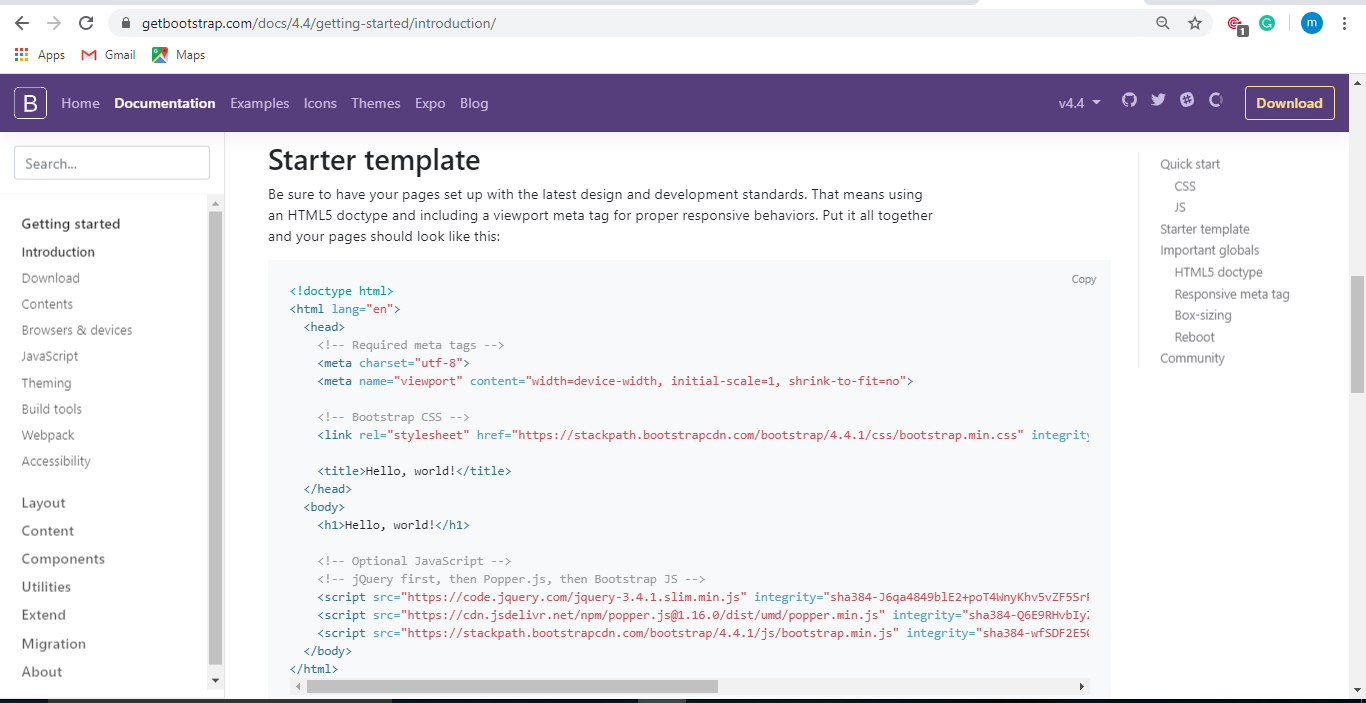 getbootstrap.com/docs/4.4/getting-started/introduction/
1
m
Apps Gmail Maps
B Home Documentation Examples Icons Themes Expo Blog v4.4 Download
Search...
Getting started
Introduction
Download
Contents
Browsers & devices
JavaScript
Theming
Build tools
Webpack
Accessibility
Layout
Content
Components
Utilities
Extend
Migration
About
Starter template
Be sure to have your pages set up with the latest design and development standards. That means using
an HTML5 doctype and including a viewport meta tag for proper responsive behaviors. Put it all together
and your pages should look like this:
Copy
<!doctype html>
<html lang="en">
  <head>
    <!-- Required meta tags -->
    <meta charset="utf-8">
    <meta name="viewport" content="width=device-width, initial-scale=1, shrink-to-fit=no">
    <!-- Bootstrap CSS -->
    <link rel="stylesheet" href="https://stackpath.bootstrapcdn.com/bootstrap/4.4.1/css/bootstrap.min.css" integrity
    <title>Hello, world!</title>
  </head>
  <body>
    <h1>Hello, world!</h1>
    <!-- Optional JavaScript -->
    <!-- jQuery first, then Popper.js, then Bootstrap JS -->
    <script src="https://code.jquery.com/jquery-3.4.1.slim.min.js" integrity="sha384-J6qa4849blE2+poT4WnyKhv5vZF5Sr
    <script src="https://cdn.jsdelivr.net/npm/popper.js@1.16.0/dist/umd/popper.min.js" integrity="sha384-Q6E9RHvbIy
    <script src="https://stackpath.bootstrapcdn.com/bootstrap/4.4.1/js/bootstrap.min.js" integrity="sha384-wfSDF2E5
  </body>
</html>
Quick start
CSS
JS
Starter template
Important globals
HTML5 doctype
Responsive meta tag
Box-sizing
Reboot
Community